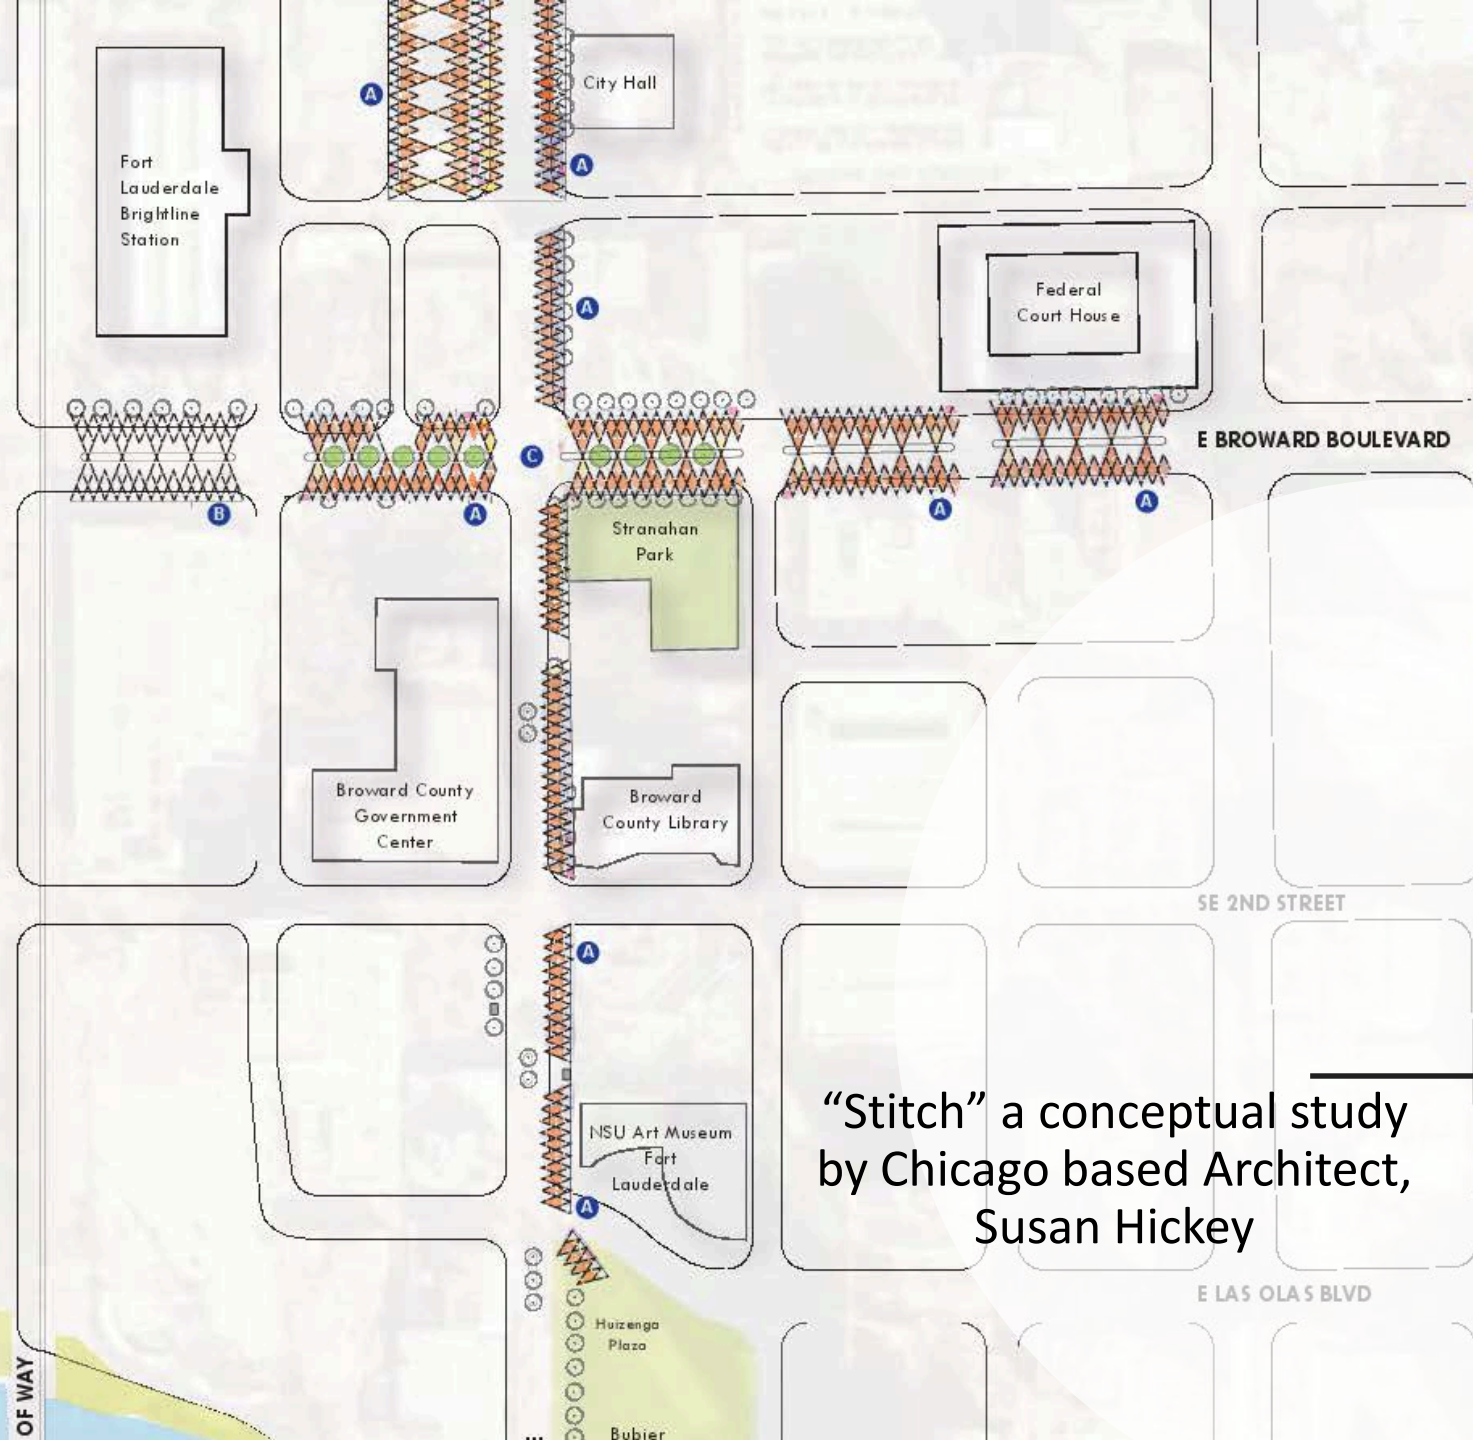 City Hall
A
A
Fort
Lauderdale
Brightline
Station
A
Federal
Court House
E BROWARD BOULEVARD
C
B
A
A
A
Stranahan
Park
Broward County
Government
Center
Broward
County Library
SE 2ND STREET
A
NSU Art Museum
Fort
Lauderdale
A
“Stitch” a conceptual study
by Chicago based Architect,
Susan Hickey
E LAS OLAS BLVD
Huizenga
Plaza
OF WAY
Bubier